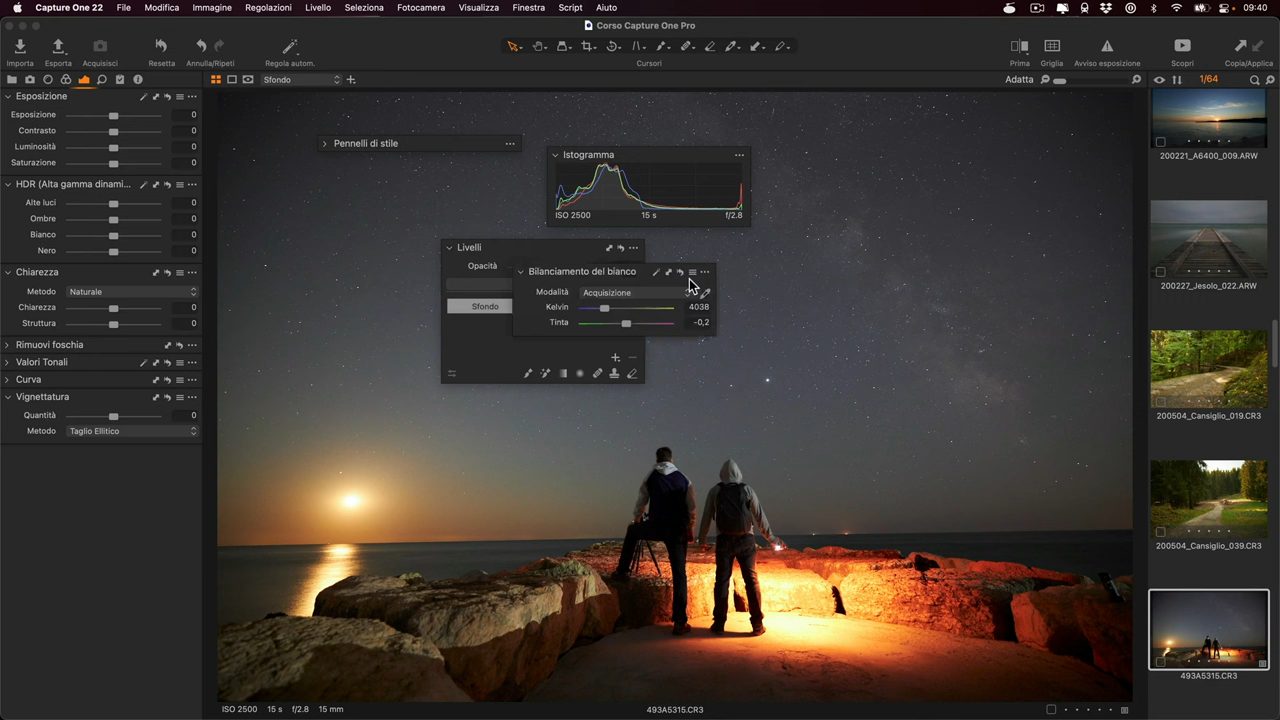 Capture One 22 File Modifica Immagine Regolazioni Livello Seleziona Fotocamera Visualizza Finestra Script Aiuto 09:40
Corso Capture One Pro
Importa Esporta Acquisisci Resetta Annulla/Ripeti Regola autom. Cursori Prima Griglia Avviso esposizione Scopri Copia/Applica
Sfondo Adatta 1/64
Esposizione
Esposizione 0
Contrasto 0
Luminosità 0
Saturazione 0
HDR (Alta gamma dinami...
Alte luci 0
Ombre 0
Bianco 0
Nero 0
Chiarezza
Metodo Naturale
Chiarezza 0
Struttura 0
Rimuovi foschia
Valori Tonali
Curva
Vignettatura
Quantità 0
Metodo Taglio Ellitico
Pennelli di stile
Istogramma
ISO 2500 15 s f/2.8
Livelli
Opacità
Sfondo
Bilanciamento del bianco
Modalità Acquisizione
Kelvin 4038
Tinta -0,2
200221_A6400_009.ARW
200227_Jesolo_022.ARW
200504_Cansiglio_019.CR3
200504_Cansiglio_039.CR3
493A5315.CR3
ISO 2500 15 s f/2.8 15 mm 493A5315.CR3